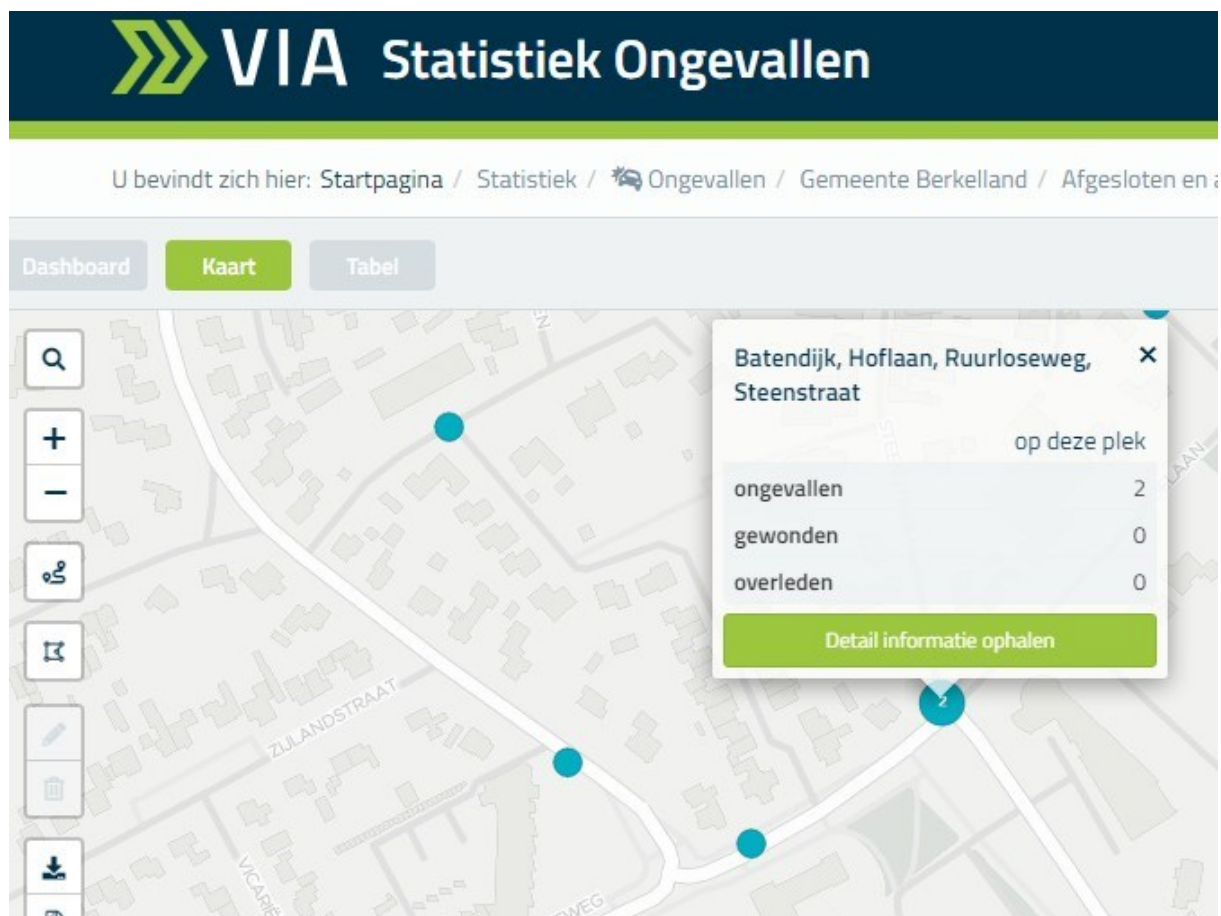 VIA Statistiek Ongevallen
U bevindt zich hier: Startpagina / Statistiek / Ongevallen / Gemeente Berkelland / Afgesloten en
Dashboard
Kaart
Tabel
Batendijk, Hoflaan, Ruurloseweg,
Steenstraat
op deze plek
ongevallen 2
gewonden 0
overleden 0
Detail informatie ophalen
2
ZIJLANDSTRAAT